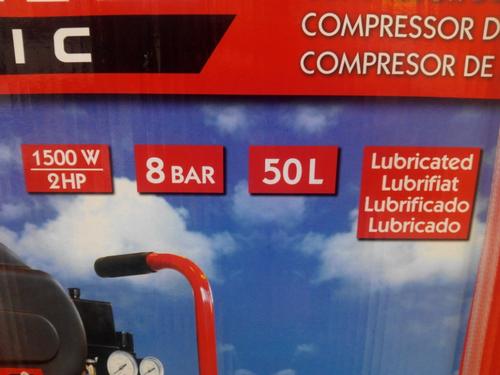 IC
COMPRESSOR D
COMPRESOR DE
1500 W
2HP
8 BAR
50 L
Lubricated
Lubrifiat
Lubrificado
Lubricado